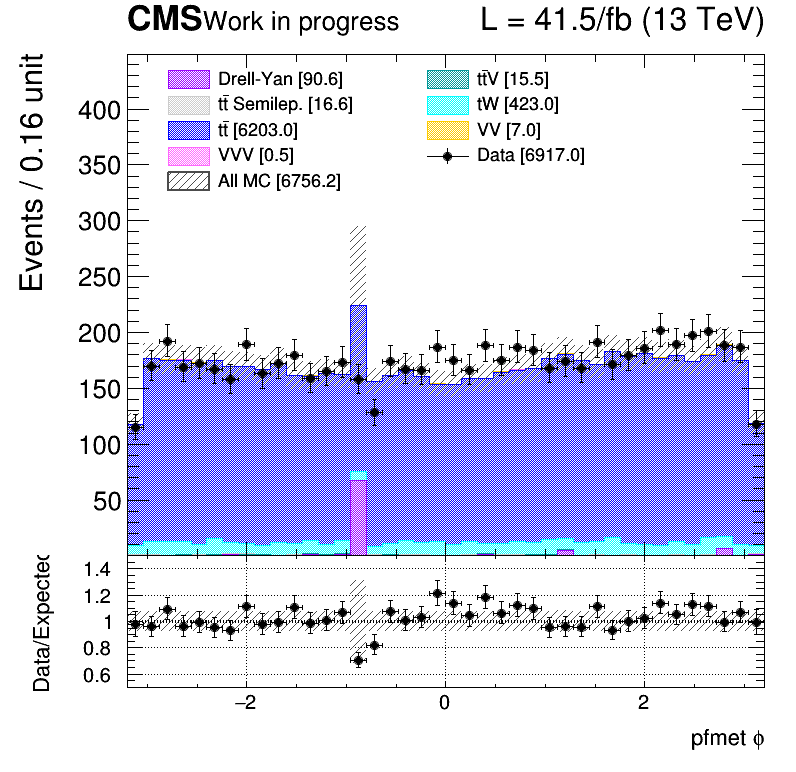 CMS Work in progress L = 41.5/fb (13 TeV)
Events / 0.16 unit
Drell-Yan [90.6]
tt̄ Semilep. [16.6]
tt̄ [6203.0]
VVV [0.5]
All MC [6756.2]
tt̄V [15.5]
tW [423.0]
VV [7.0]
Data [6917.0]
400
350
300
250
200
150
100
50
Data/Expected
1.4
1.2
1
0.8
0.6
−2 0 2
pfmet ϕ